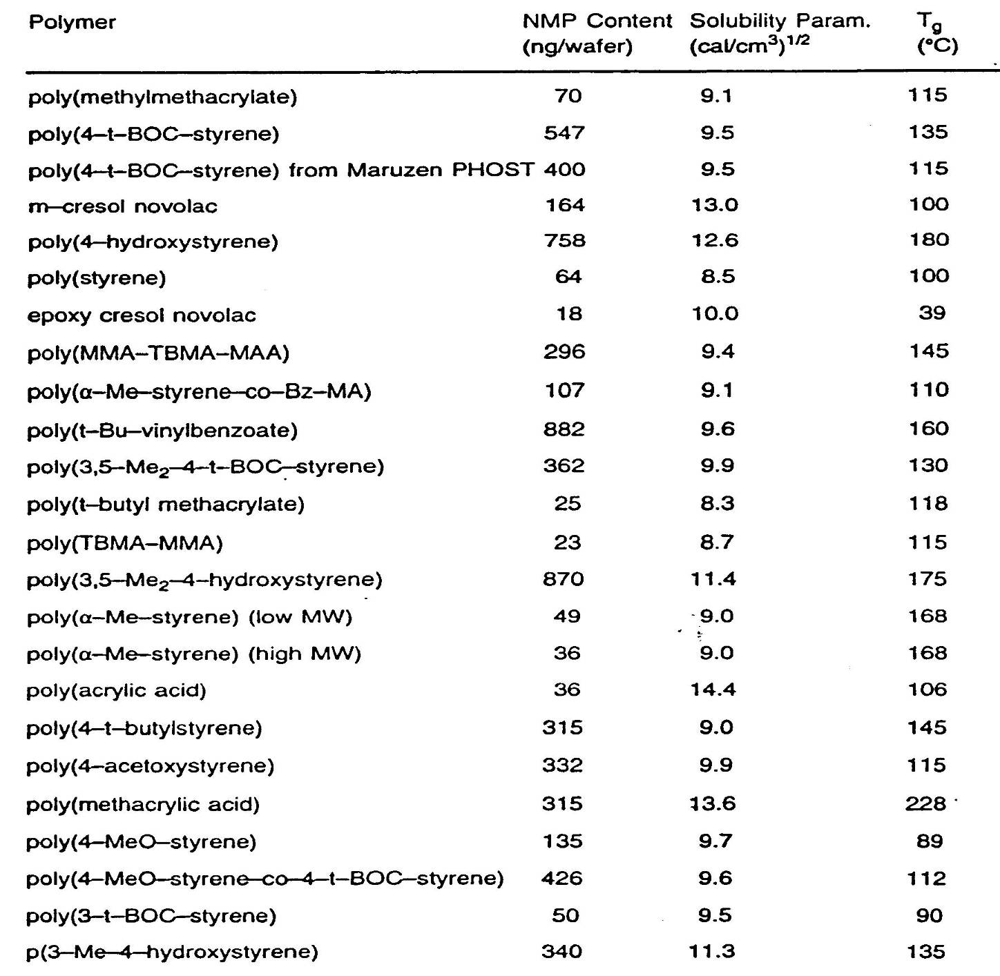 Polymer NMP Content Solubility Param. Tg
(ng/wafer) (cal/cm³)¹/² (°C)
poly(methylmethacrylate) 70 9.1 115
poly(4–t–BOC–styrene) 547 9.5 135
poly(4–t–BOC–styrene) from Maruzen PHOST 400 9.5 115
m–cresol novolac 164 13.0 100
poly(4–hydroxystyrene) 758 12.6 180
poly(styrene) 64 8.5 100
epoxy cresol novolac 18 10.0 39
poly(MMA–TBMA–MAA) 296 9.4 145
poly(α–Me–styrene–co–Bz–MA) 107 9.1 110
poly(t–Bu–vinylbenzoate) 882 9.6 160
poly(3,5–Me₂–4–t–BOC–styrene) 362 9.9 130
poly(t–butyl methacrylate) 25 8.3 118
poly(TBMA–MMA) 23 8.7 115
poly(3,5–Me₂–4–hydroxystyrene) 870 11.4 175
poly(α–Me–styrene) (low MW) 49 9.0 168
poly(α–Me–styrene) (high MW) 36 9.0 168
poly(acrylic acid) 36 14.4 106
poly(4–t–butylstyrene) 315 9.0 145
poly(4–acetoxystyrene) 332 9.9 115
poly(methacrylic acid) 315 13.6 228
poly(4–MeO–styrene) 135 9.7 89
poly(4–MeO–styrene–co–4–t–BOC–styrene) 426 9.6 112
poly(3–t–BOC–styrene) 50 9.5 90
p(3–Me–4–hydroxystyrene) 340 11.3 135